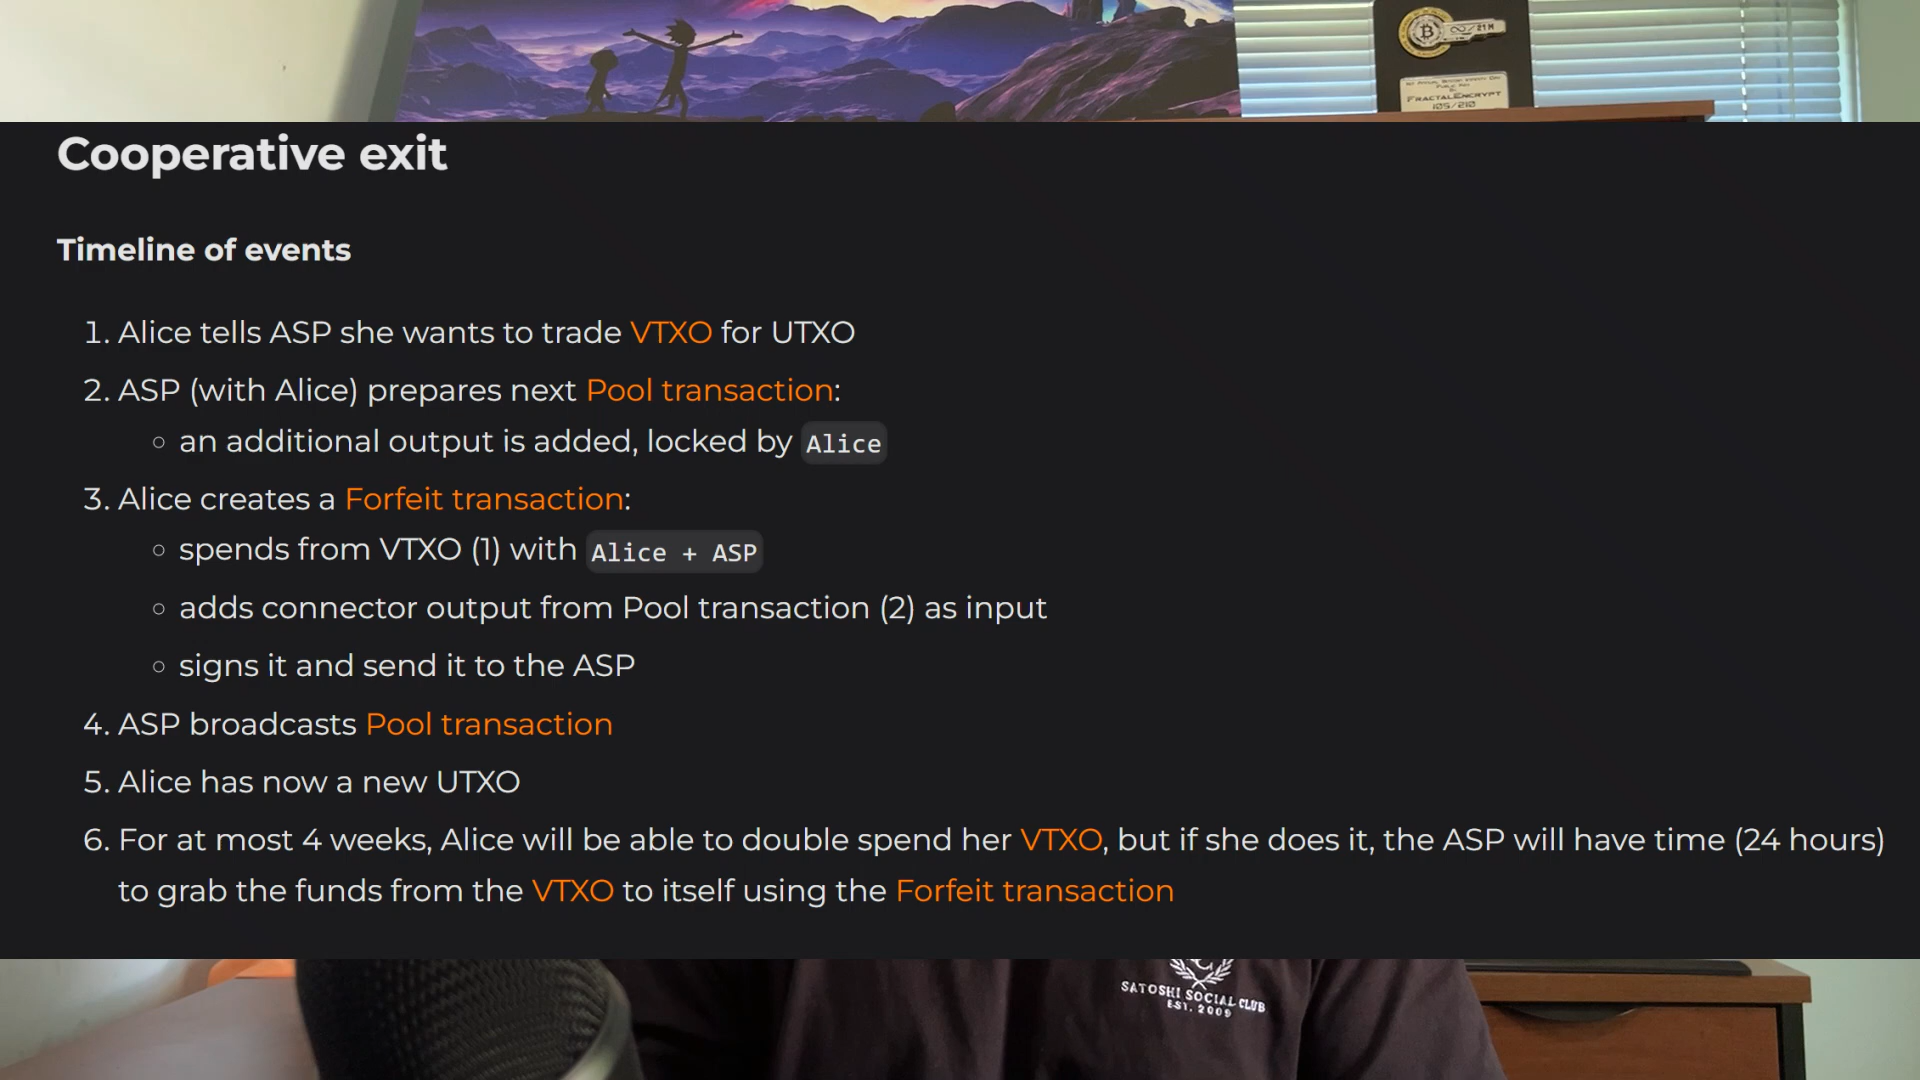 ∞/21M
FRACTALENCRYPT
105/210
Cooperative exit
Timeline of events
1. Alice tells ASP she wants to trade VTXO for UTXO
2. ASP (with Alice) prepares next Pool transaction:
an additional output is added, locked by Alice
3. Alice creates a Forfeit transaction:
spends from VTXO (1) with Alice + ASP
adds connector output from Pool transaction (2) as input
signs it and send it to the ASP
4. ASP broadcasts Pool transaction
5. Alice has now a new UTXO
6. For at most 4 weeks, Alice will be able to double spend her VTXO, but if she does it, the ASP will have time (24 hours)
to grab the funds from the VTXO to itself using the Forfeit transaction
SATOSHI SOCIAL CLUB
EST. 2009